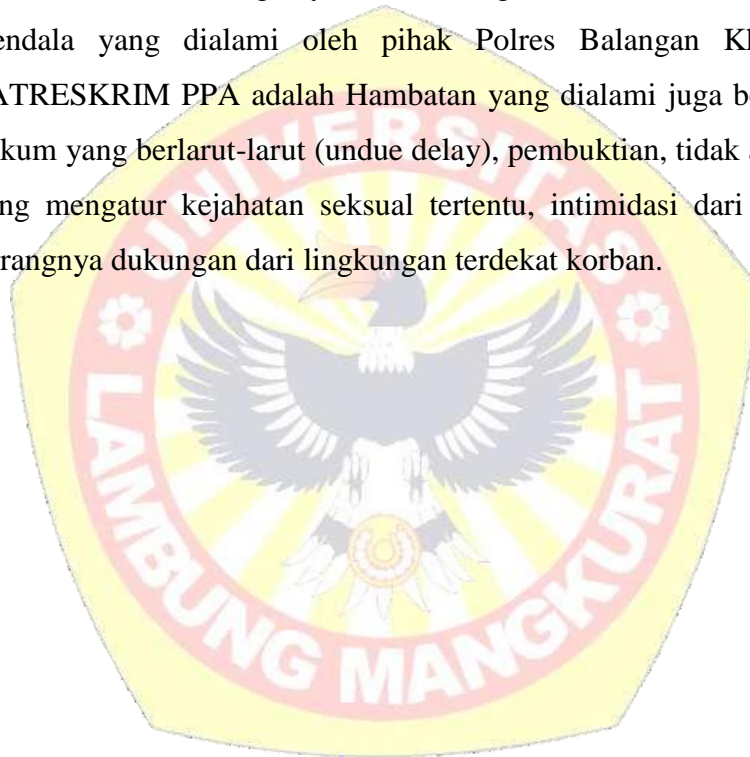 endala yang dialami oleh pihak Polres Balangan Kh
ATRESKRIM PPA adalah Hambatan yang dialami juga be
kum yang berlarut-larut (undue delay), pembuktian, tidak a
ng mengatur kejahatan seksual tertentu, intimidasi dari
rangnya dukungan dari lingkungan terdekat korban.
UNIVERSITAS
LAMBUNG MANGKURAT